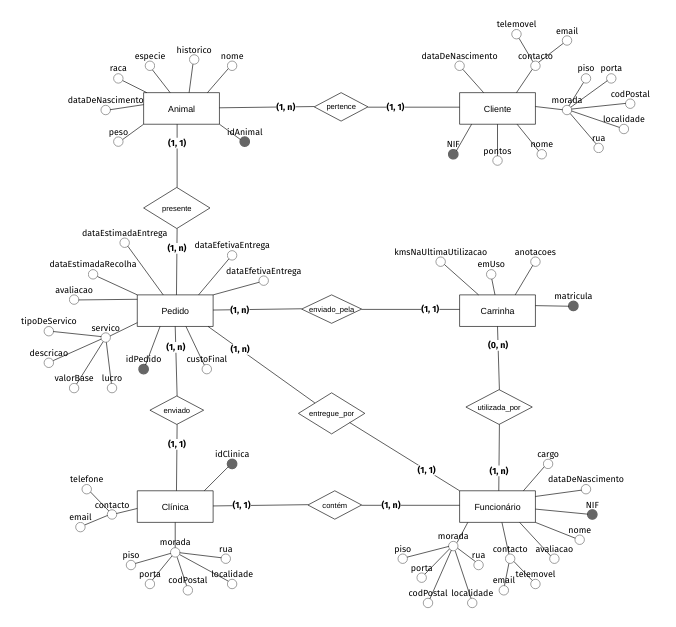 telemovel
email
historico
especie
nome
dataDeNascimento
contacto
raca
piso
porta
codPostal
dataDeNascimento
morada
Animal
(1, n)
pertence
(1, 1)
Cliente
localidade
peso
idAnimal
rua
(1, 1)
NIF
pontos
nome
presente
dataEstimadaEntrega
(1, n)
dataEfetivaEntrega
kmsNaUltimaUtilizacao
anotacoes
dataEstimadaRecolha
emUso
dataEfetivaEntrega
avaliacao
matricula
Pedido
(1, n)
enviado_pela
(1, 1)
Carrinha
tipoDeServico
servico
(1, n)
(1, n)
(0, n)
descricao
idPedido
custoFinal
valorBase
lucro
enviado
entregue_por
utilizada_por
(1, 1)
idClinica
cargo
(1, 1)
(1, n)
telefone
dataDeNascimento
contacto
Clínica
(1, 1)
contém
(1, n)
Funcionário
NIF
email
nome
morada
morada
contacto
avaliacao
piso
rua
piso
rua
porta
codPostal
localidade
porta
email
telemovel
codPostal
localidade